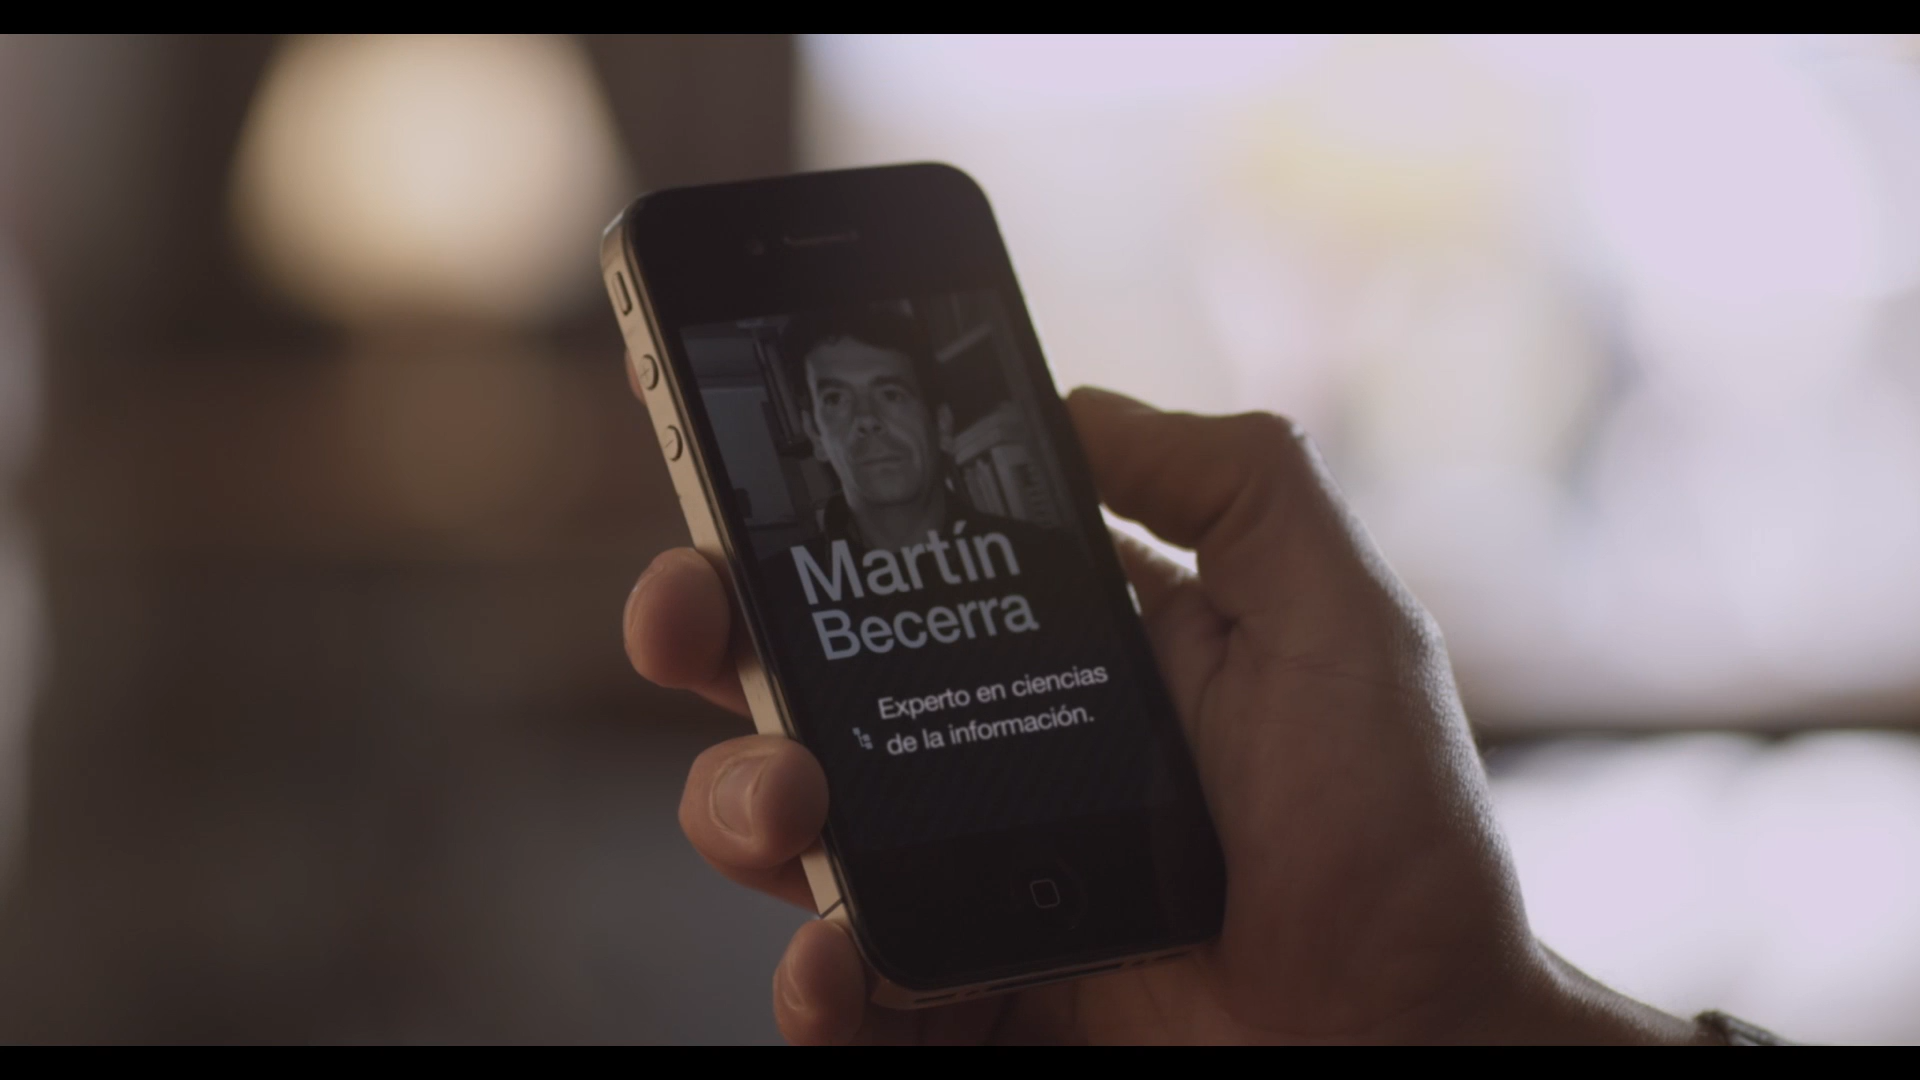 Martín
Becerra
Experto en ciencias
de la información.